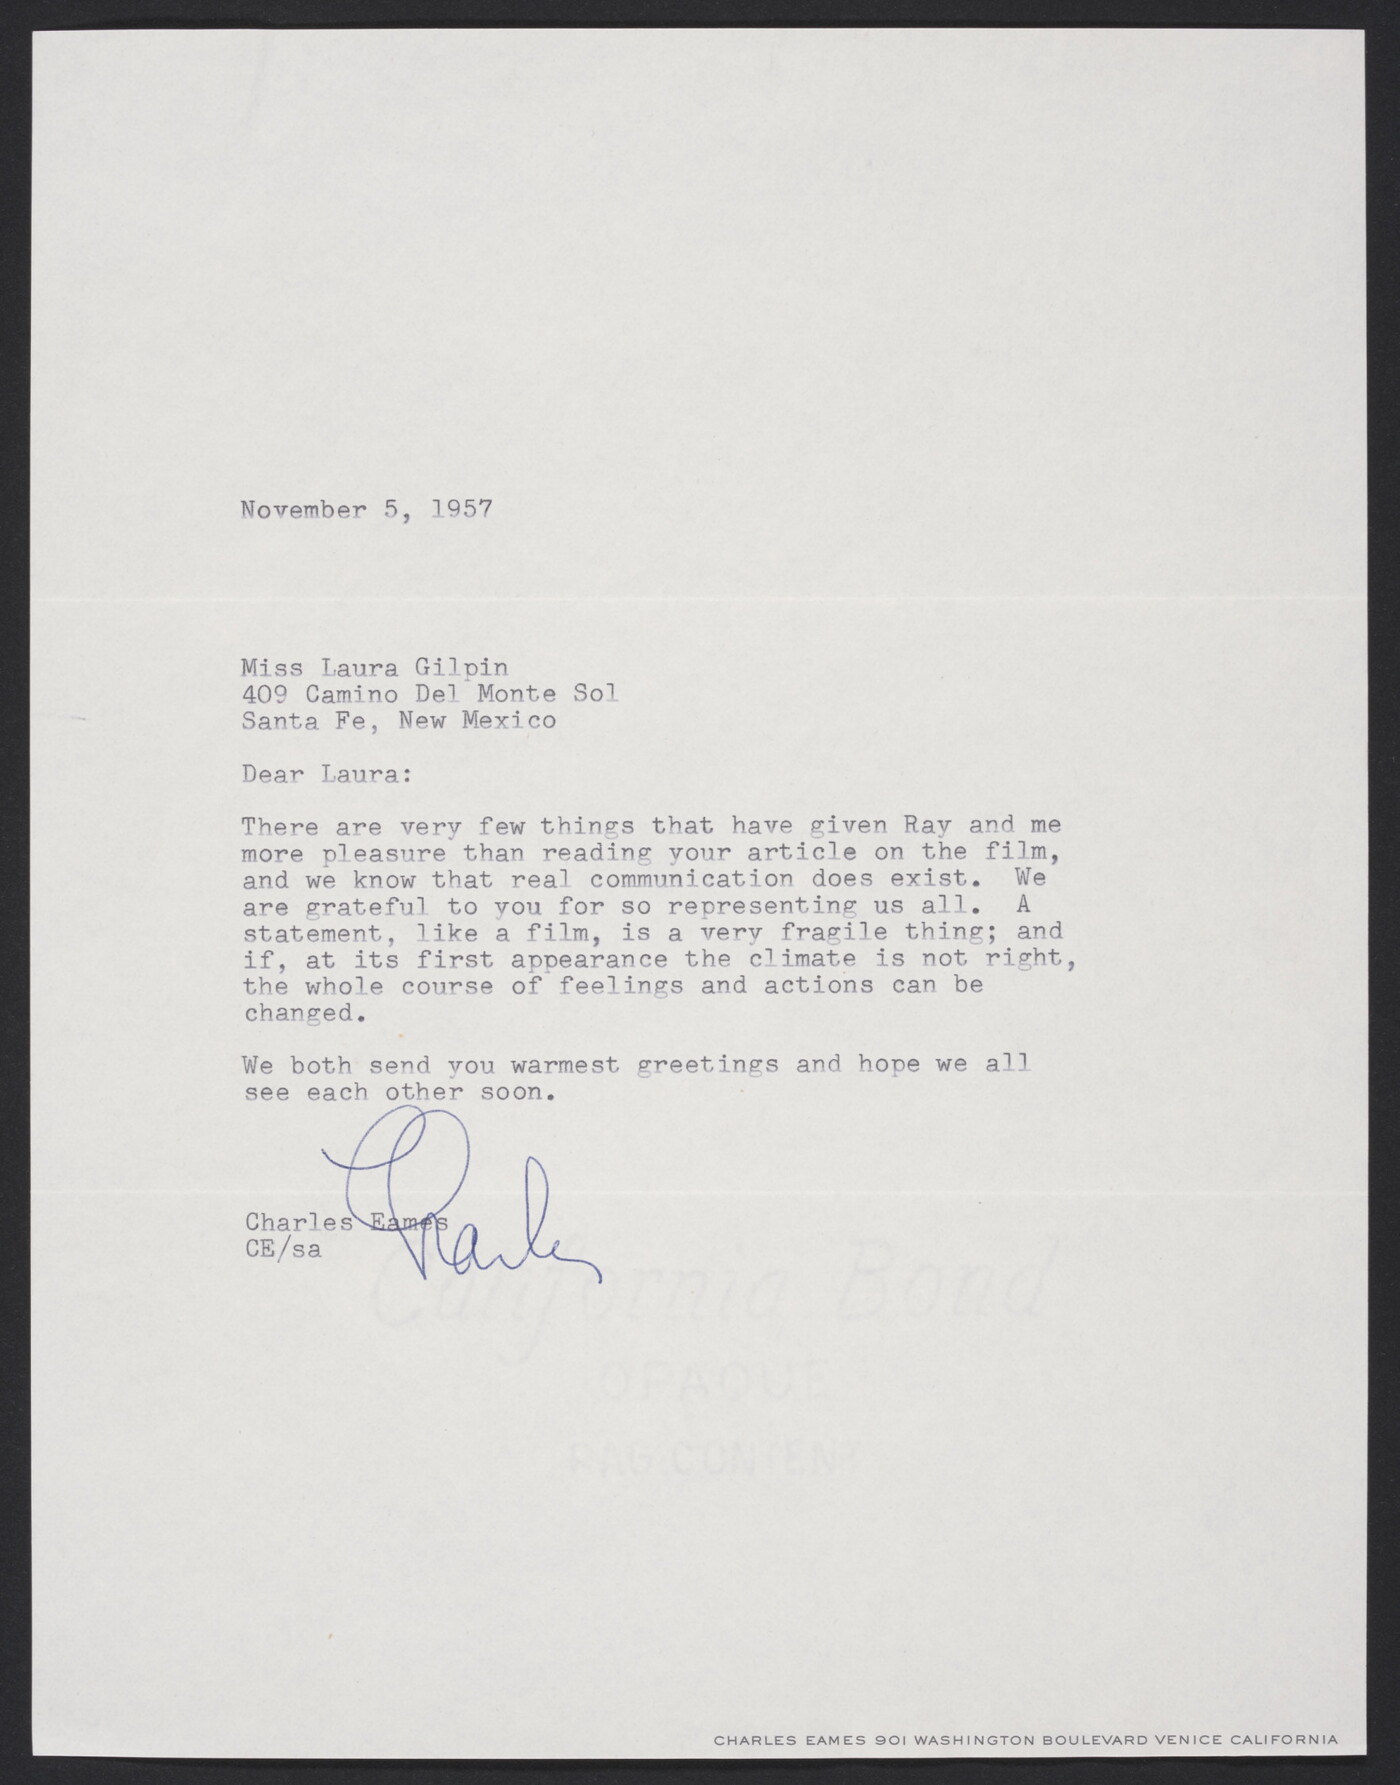 November 5, 1957
Miss Laura Gilpin
409 Camino Del Monte Sol
Santa Fe, New Mexico
Dear Laura:
There are very few things that have given Ray and me
more pleasure than reading your article on the film,
and we know that real communication does exist.  We
are grateful to you for so representing us all.  A
statement, like a film, is a very fragile thing; and
if, at its first appearance the climate is not right,
the whole course of feelings and actions can be
changed.
We both send you warmest greetings and hope we all
see each other soon.
Charles
Charles Eames
CE/sa
California Bond
OPAQUE
RAG CONTENT
CHARLES EAMES 901 WASHINGTON BOULEVARD VENICE CALIFORNIA